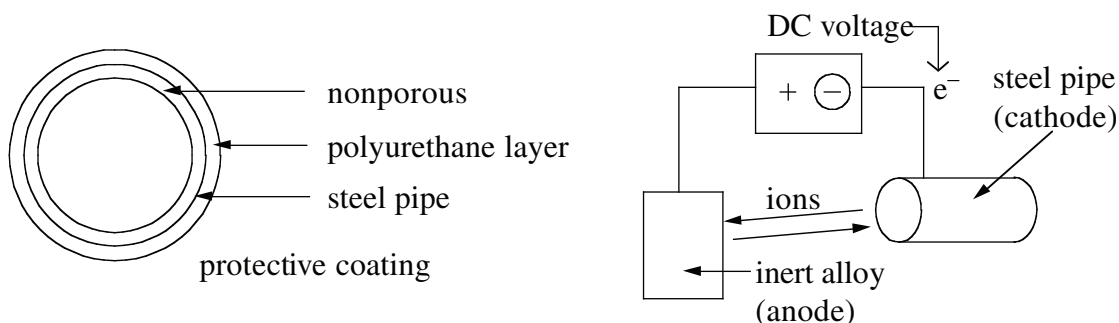 nonporous
polyurethane layer
steel pipe
protective coating
DC voltage
+ −
e⁻
steel pipe
(cathode)
ions
inert alloy
(anode)